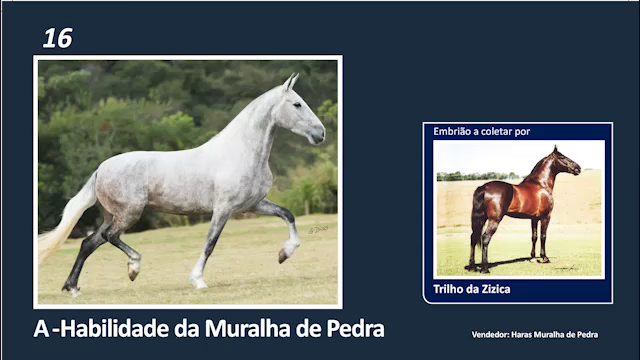 16
Embrião a coletar por
Trilho da Zizica
A-Habilidade da Muralha de Pedra
Vendedor: Haras Muralha de Pedra